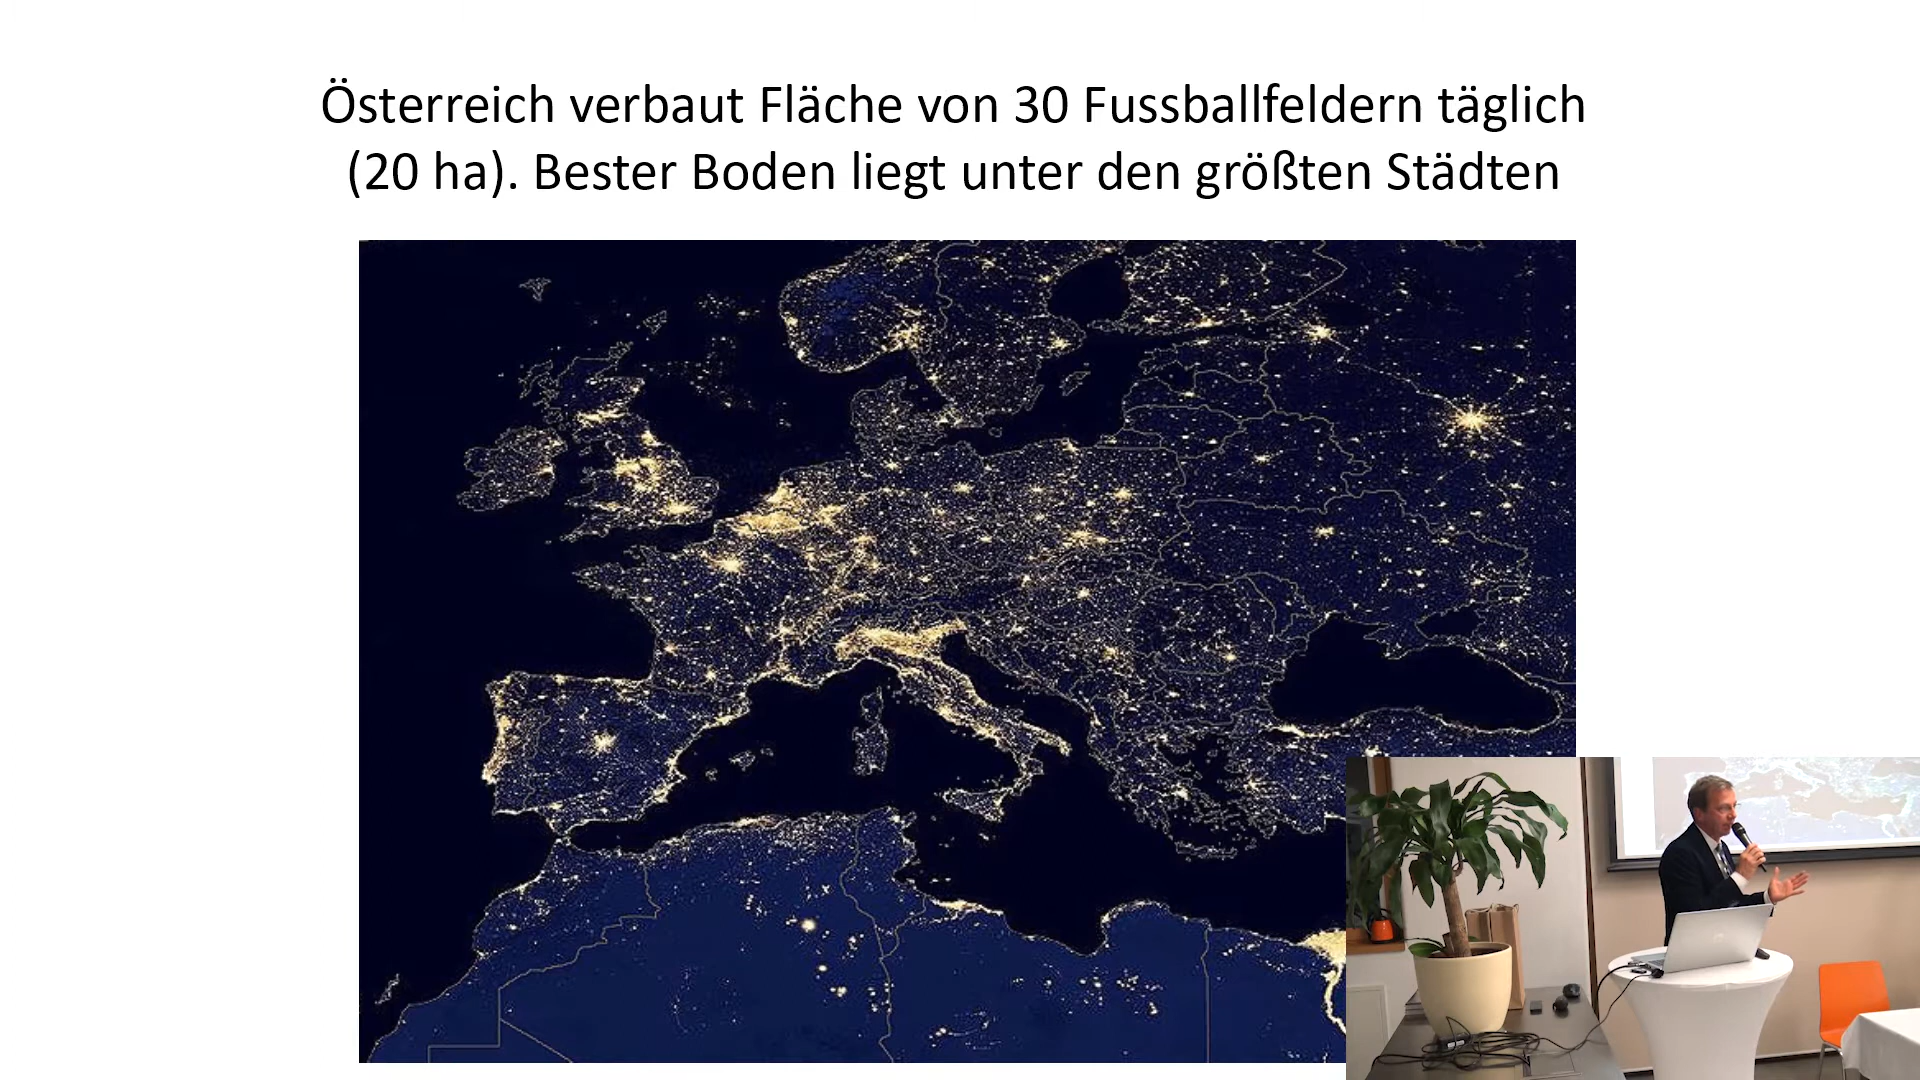 Österreich verbaut Fläche von 30 Fussballfeldern täglich
(20 ha). Bester Boden liegt unter den größten Städten